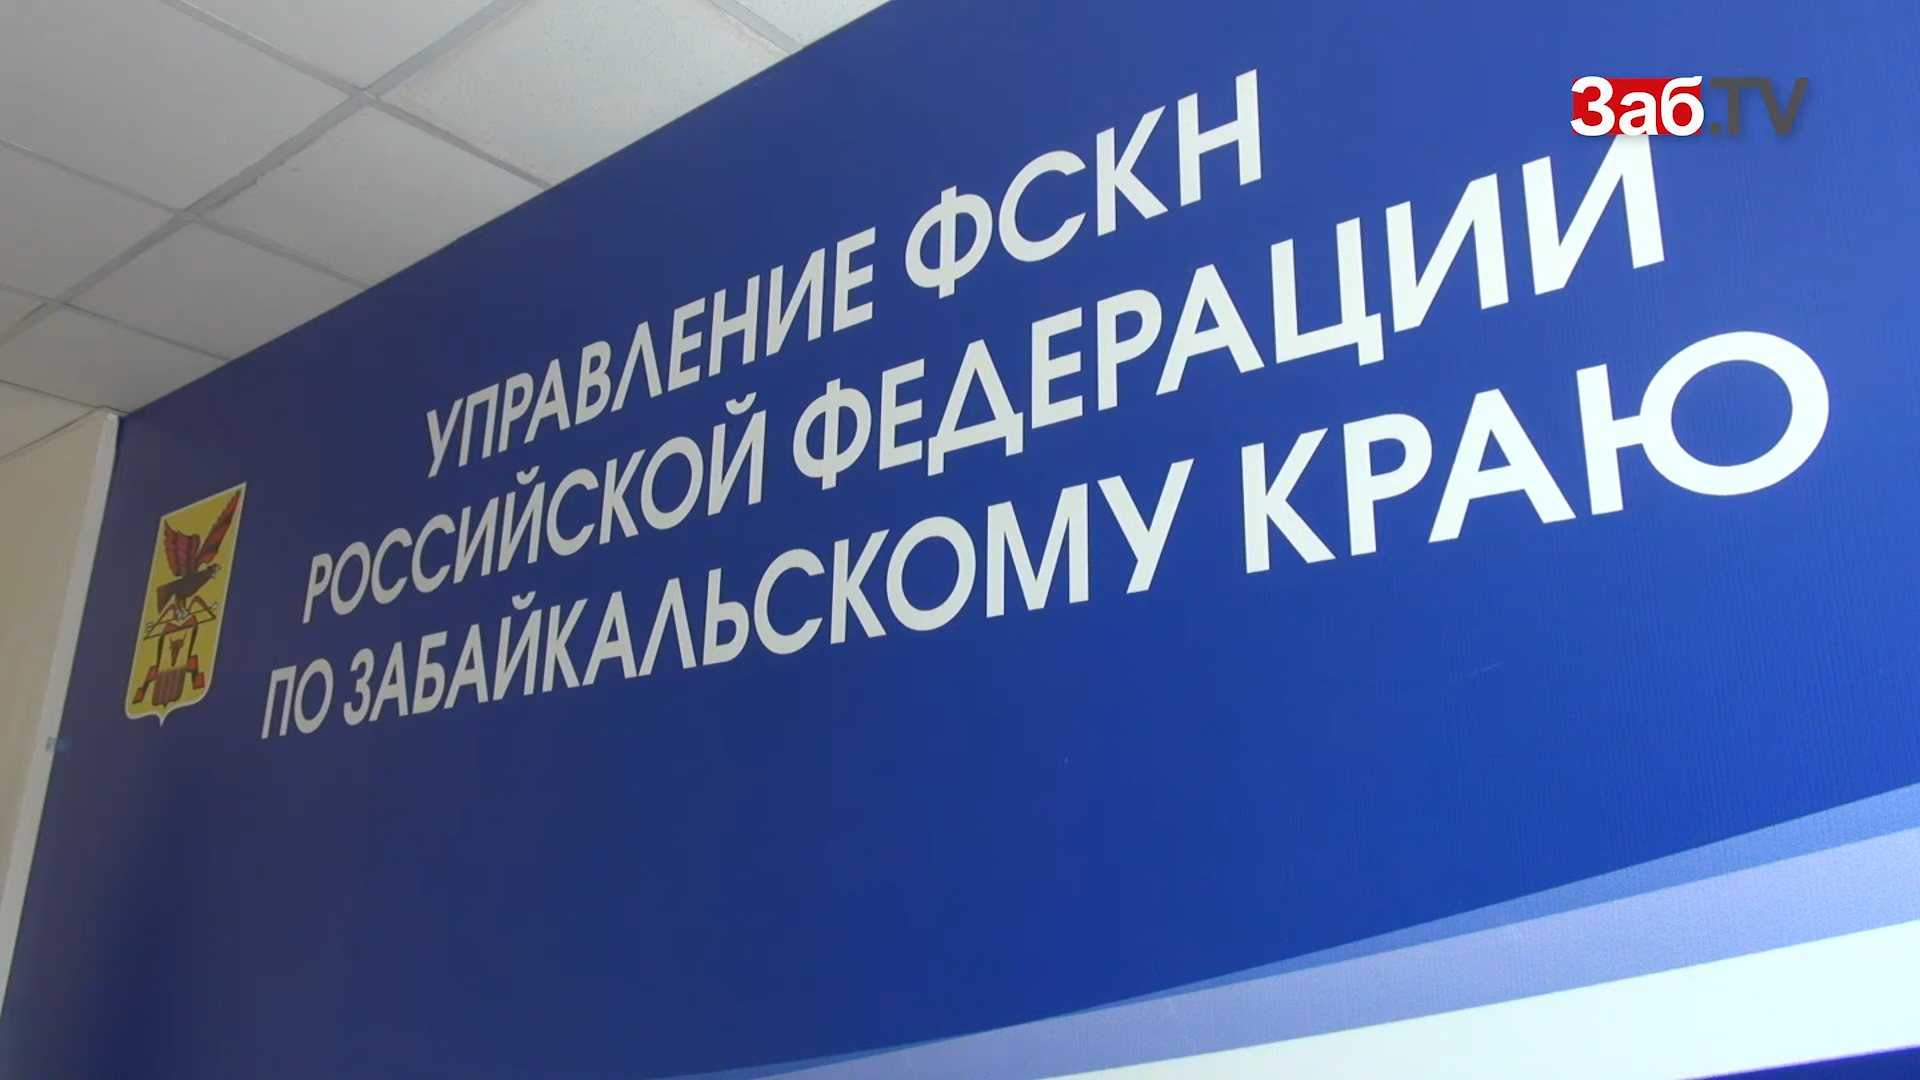 Заб.TV
УПРАВЛЕНИЕ ФСКН
РОССИЙСКОЙ ФЕДЕРАЦИИ
ПО ЗАБАЙКАЛЬСКОМУ КРАЮ